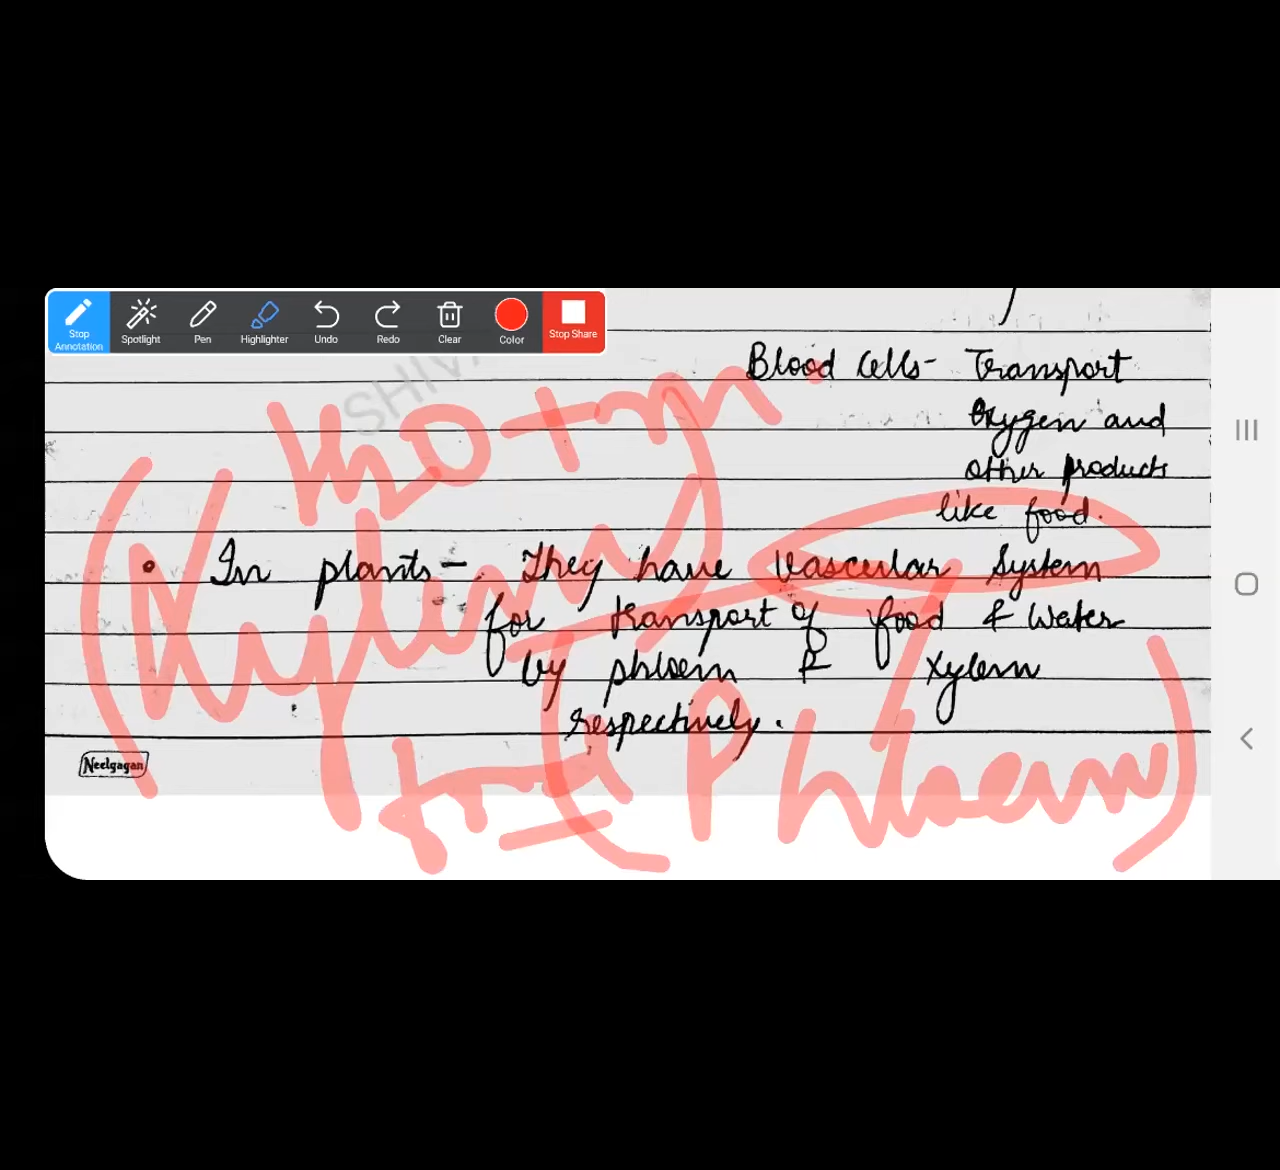 Stop Annotation
Spotlight
Pen
Highlighter
Undo
Redo
Clear
Color
Stop Share
SHIV
Blood Cells- Transport
Oxygen and
other products
like food.
H2O + m.
(Xylem)
• In plants - They have Vascular System
for transport of food & Water
by phloem & Xylem
respectively.
(Phloem)
Neelgagan